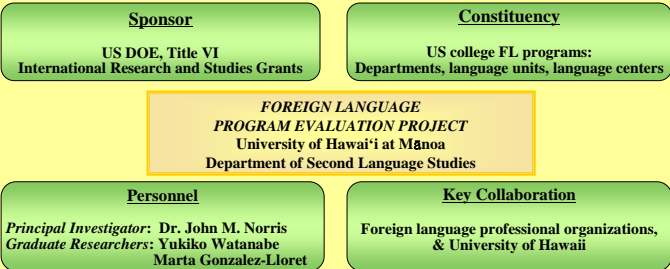 Sponsor
US DOE, Title VI
International Research and Studies Grants
Constituency
US college FL programs:
Departments, language units, language centers
FOREIGN LANGUAGE
PROGRAM EVALUATION PROJECT
University of Hawai‘i at Mānoa
Department of Second Language Studies
Personnel
Principal Investigator: Dr. John M. Norris
Graduate Researchers: Yukiko Watanabe
Marta Gonzalez-Lloret
Key Collaboration
Foreign language professional organizations,
& University of Hawaii